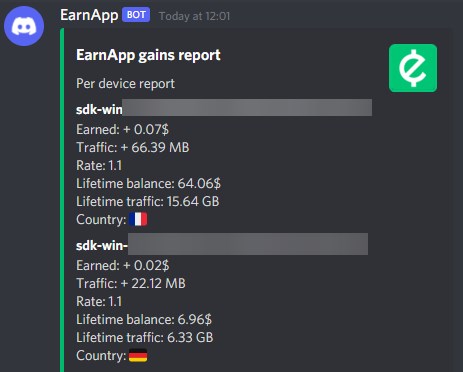 EarnApp BOT Today at 12:01
EarnApp gains report
Per device report
sdk-win
Earned: + 0.07$
Traffic: + 66.39 MB
Rate: 1.1
Lifetime balance: 64.06$
Lifetime traffic: 15.64 GB
Country:
sdk-win-
Earned: + 0.02$
Traffic: + 22.12 MB
Rate: 1.1
Lifetime balance: 6.96$
Lifetime traffic: 6.33 GB
Country: